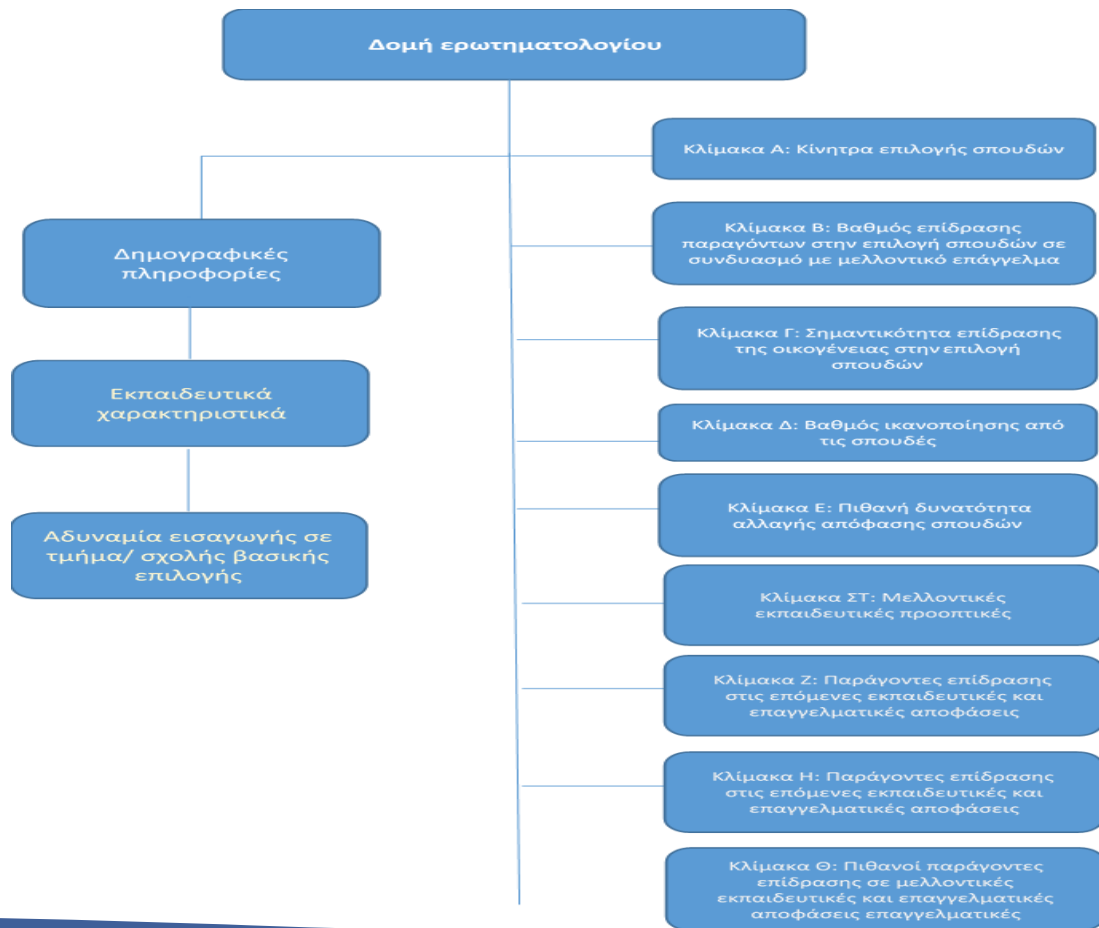 Δομή ερωτηματολογίου
Δημογραφικές
πληροφορίες
Εκπαιδευτικά
χαρακτηριστικά
Αδυναμία εισαγωγής σε
τμήμα/ σχολής βασικής
επιλογής
Κλίμακα Α: Κίνητρα επιλογής σπουδών
Κλίμακα Β: Βαθμός επίδρασης
παραγόντων στην επιλογή σπουδών σε
συνδυασμό με μελλοντικό επάγγελμα
Κλίμακα Γ: Σημαντικότητα επίδρασης
της οικογένειας στην επιλογή
σπουδών
Κλίμακα Δ: Βαθμός ικανοποίησης από
τις σπουδές
Κλίμακα Ε: Πιθανή δυνατότητα
αλλαγής απόφασης σπουδών
Κλίμακα ΣΤ: Μελλοντικές
εκπαιδευτικές προοπτικές
Κλίμακα Ζ: Παράγοντες επίδρασης
στις επόμενες εκπαιδευτικές και
επαγγελματικές αποφάσεις
Κλίμακα Η: Παράγοντες επίδρασης
στις επόμενες εκπαιδευτικές και
επαγγελματικές αποφάσεις
Κλίμακα Θ: Πιθανοί παράγοντες
επίδρασης σε μελλοντικές
εκπαιδευτικές και επαγγελματικές
αποφάσεις επαγγελματικές